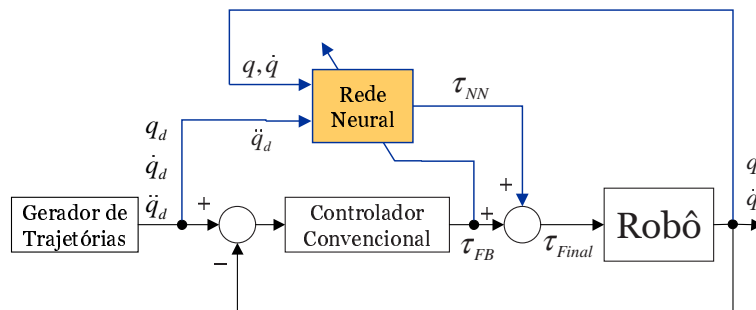 q, q̇
τ_NN
Rede
Neural
q_d
q̈_d
q̇_d
q̈_d
q
q̇
+
+
Gerador de
Trajetórias
Controlador
Convencional
+
Robô
−
τ_FB
τ_Final